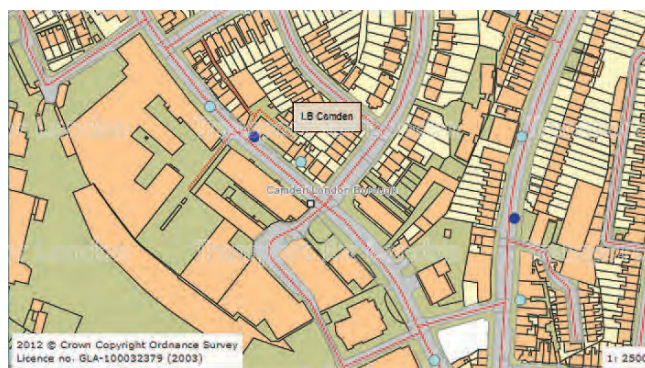 LB Camden
Camden London Borough
2012 © Crown Copyright Ordnance Survey
Licence no. GLA-100032379 (2003)
1: 2500